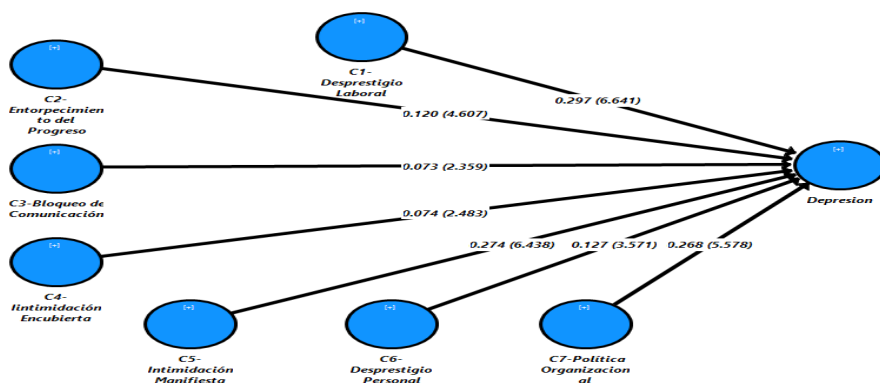 [+]
C1-
Desprestigio
Laboral
[+]
C2-
Entorpecimien
to del
Progreso
[+]
C3-Bloqueo de
Comunicación
[+]
C4-
Iintimidación
Encubierta
[+]
C5-
Intimidación
Manifiesta
[+]
C6-
Desprestigio
Personal
[+]
C7-Política
Organizacion
al
0.297 (6.641)
0.120 (4.607)
0.073 (2.359)
0.074 (2.483)
0.274 (6.438)
0.127 (3.571)
0.268 (5.578)
[+]
Depresion